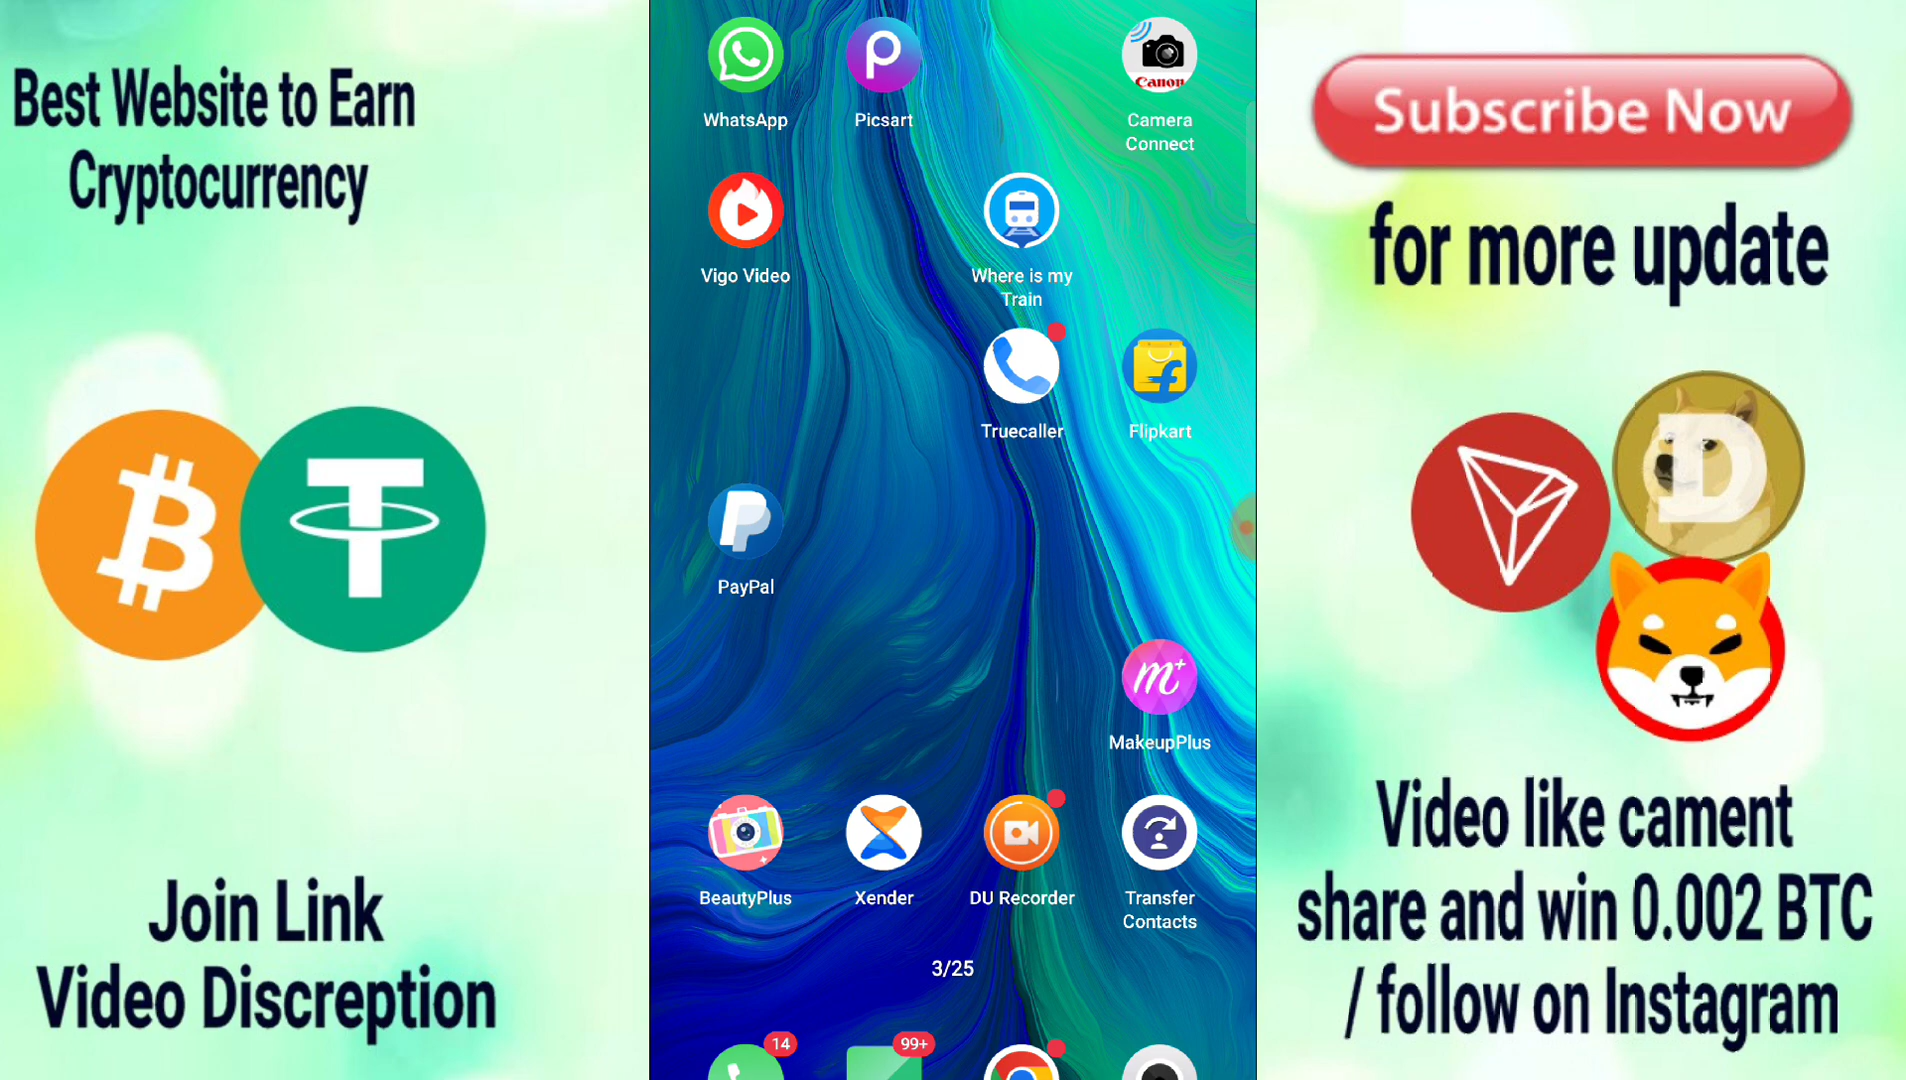 Best Website to Earn
Cryptocurrency
Join Link
Video Discreption
WhatsApp
Picsart
Canon
Camera
Connect
Vigo Video
Where is my
Train
Truecaller
Flipkart
PayPal
m+
MakeupPlus
BeautyPlus
Xender
DU Recorder
Transfer
Contacts
3/25
14
99+
Subscribe Now
for more update
D
Video like cament
share and win 0.002 BTC
/ follow on Instagram